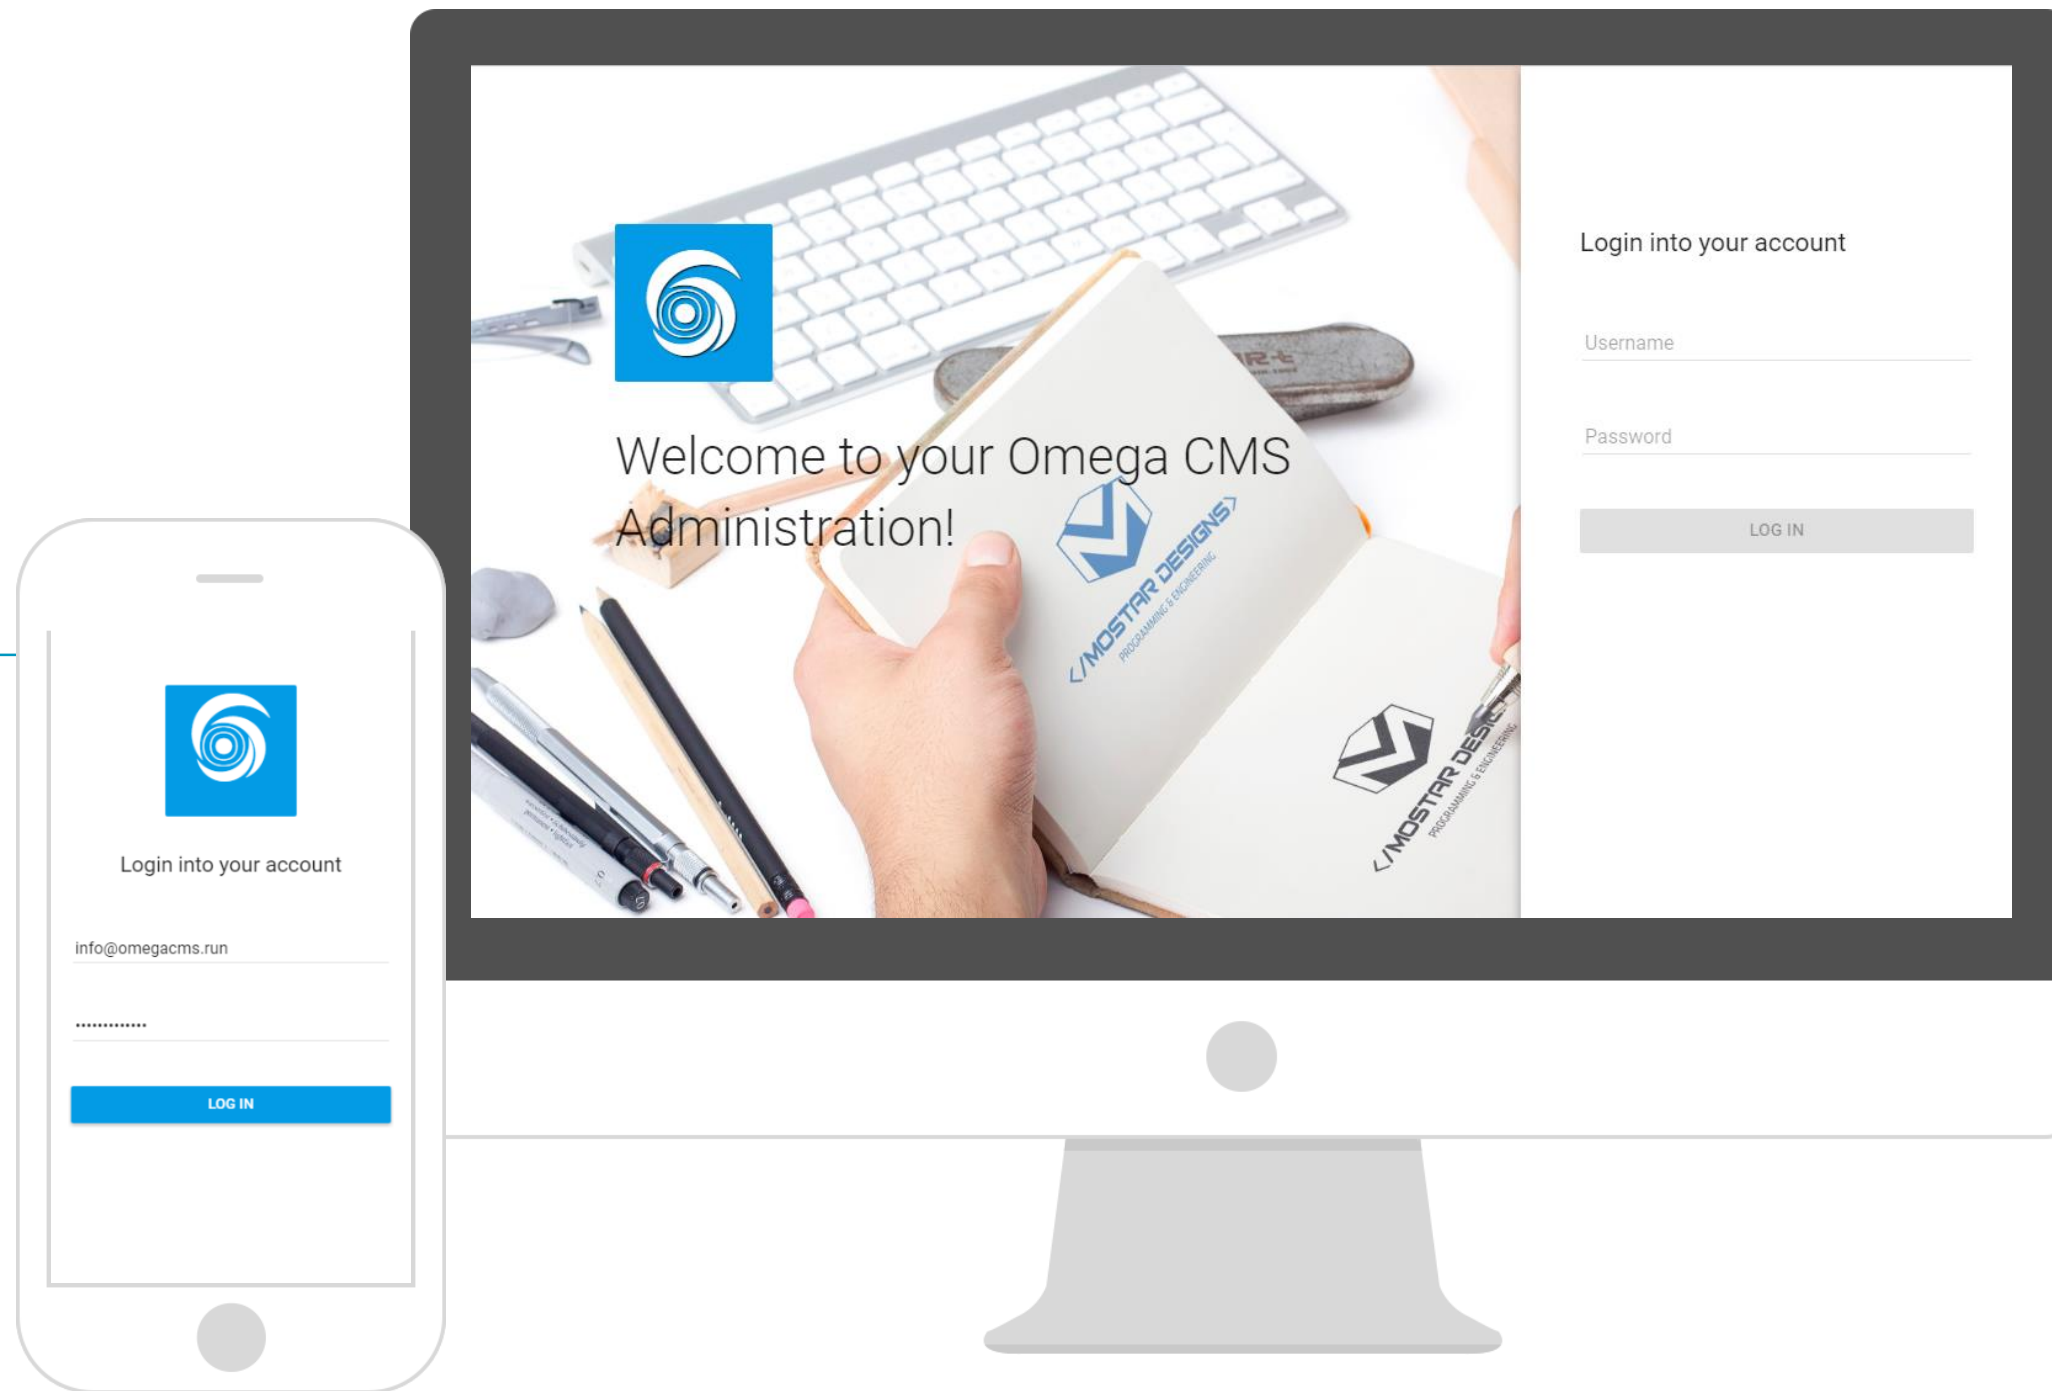 Welcome to your Omega CMS
Administration!
</MOSTAR DESIGNS>
PROGRAMMING & ENGINEERING
</MOSTAR DESIG
PROGRAMMING & ENGINEERING
Login into your account
Username
Password
LOG IN
Login into your account
info@omegacms.run
•••••••••••••
LOG IN